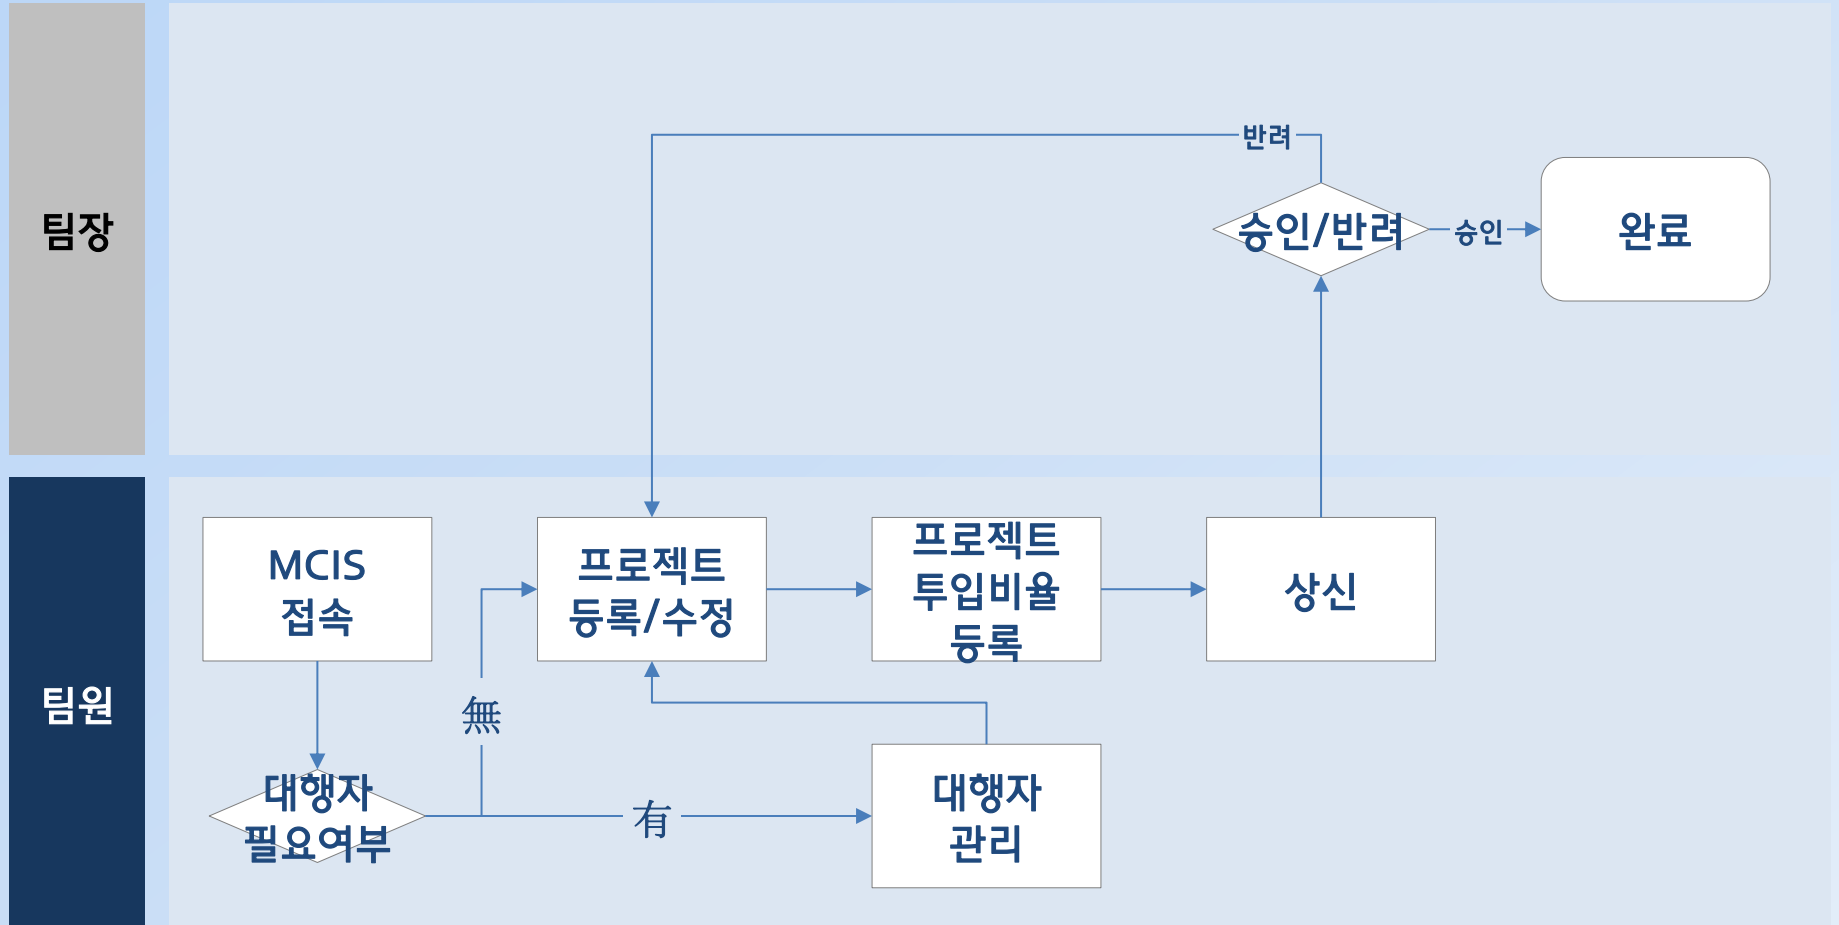 팀장
반려
승인/반려
승인
완료
팀원
MCIS
접속
프로젝트
등록/수정
프로젝트
투입비율
등록
상신
無
대행자
필요여부
有
대행자
관리